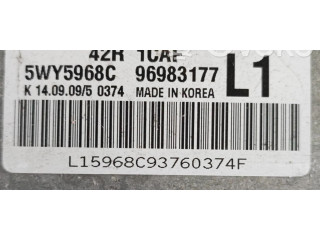 42R 1CAF
5WY5968C 96983177 L1
K 14.09.09/5 0374 MADE IN KOREA
L15968C93760374F